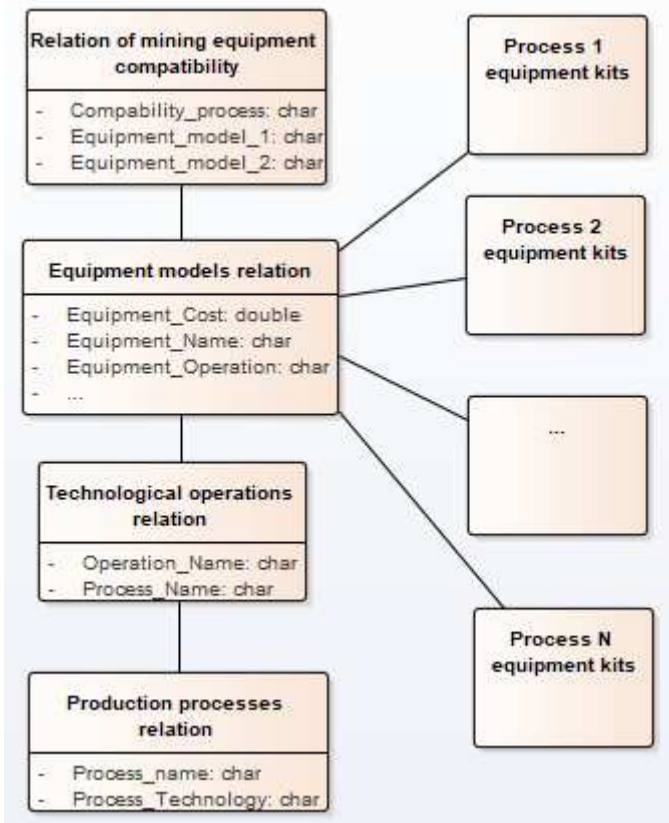 Relation of mining equipment
compatibility
- Compability_process: char
- Equipment_model_1: char
- Equipment_model_2: char
Equipment models relation
- Equipment_Cost: double
- Equipment_Name: char
- Equipment_Operation: char
- ...
Technological operations
relation
- Operation_Name: char
- Process_Name: char
Production processes
relation
- Process_name: char
- Process_Technology: char
Process 1
equipment kits
Process 2
equipment kits
...
Process N
equipment kits